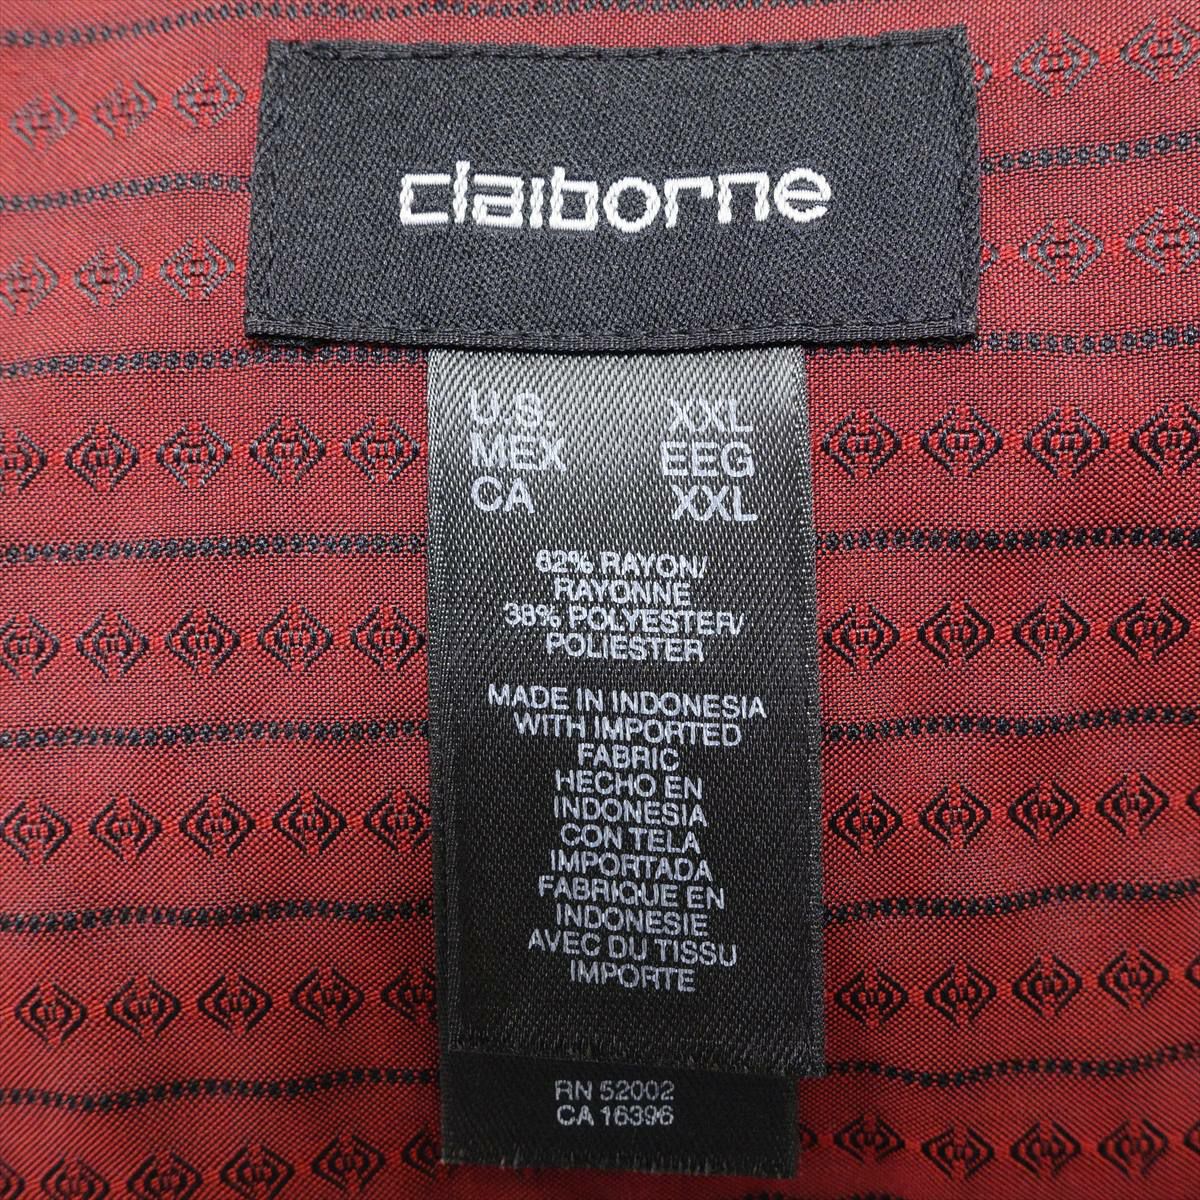 claiborne
U.S. XXL
MEX EEG
CA XXL
62% RAYON/
RAYONNE
38% POLYESTER/
POLIESTER
MADE IN INDONESIA
WITH IMPORTED
FABRIC
HECHO EN
INDONESIA
CON TELA
IMPORTADA
FABRIQUE EN
INDONESIE
AVEC DU TISSU
IMPORTE
RN 52002
CA 16396